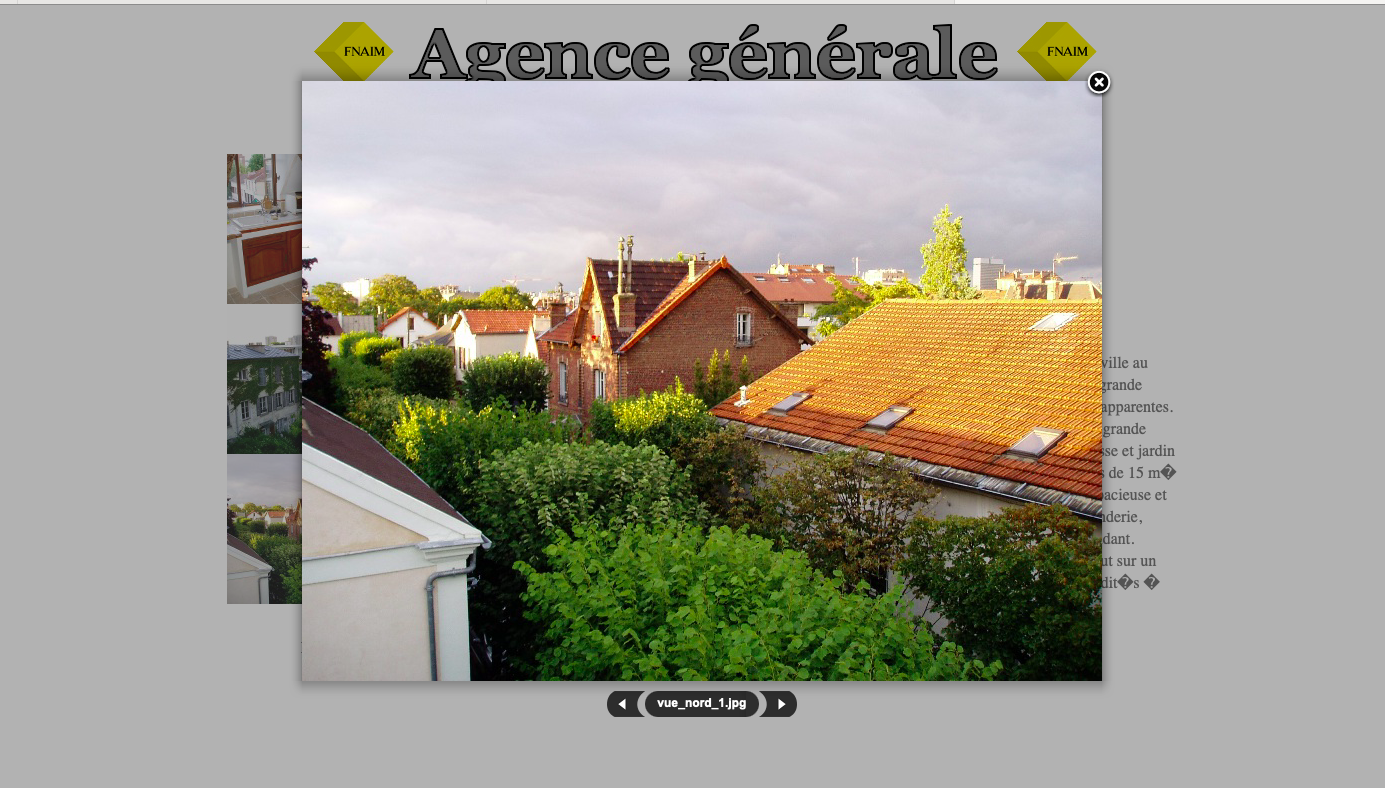 FNAIM
Agence générale
FNAIM
ville au
grande
apparentes.
grande
sse et jardin
de 15 m�
acieuse et
derie,
dant.
ut sur un
dit�s �
vue_nord_1.jpg